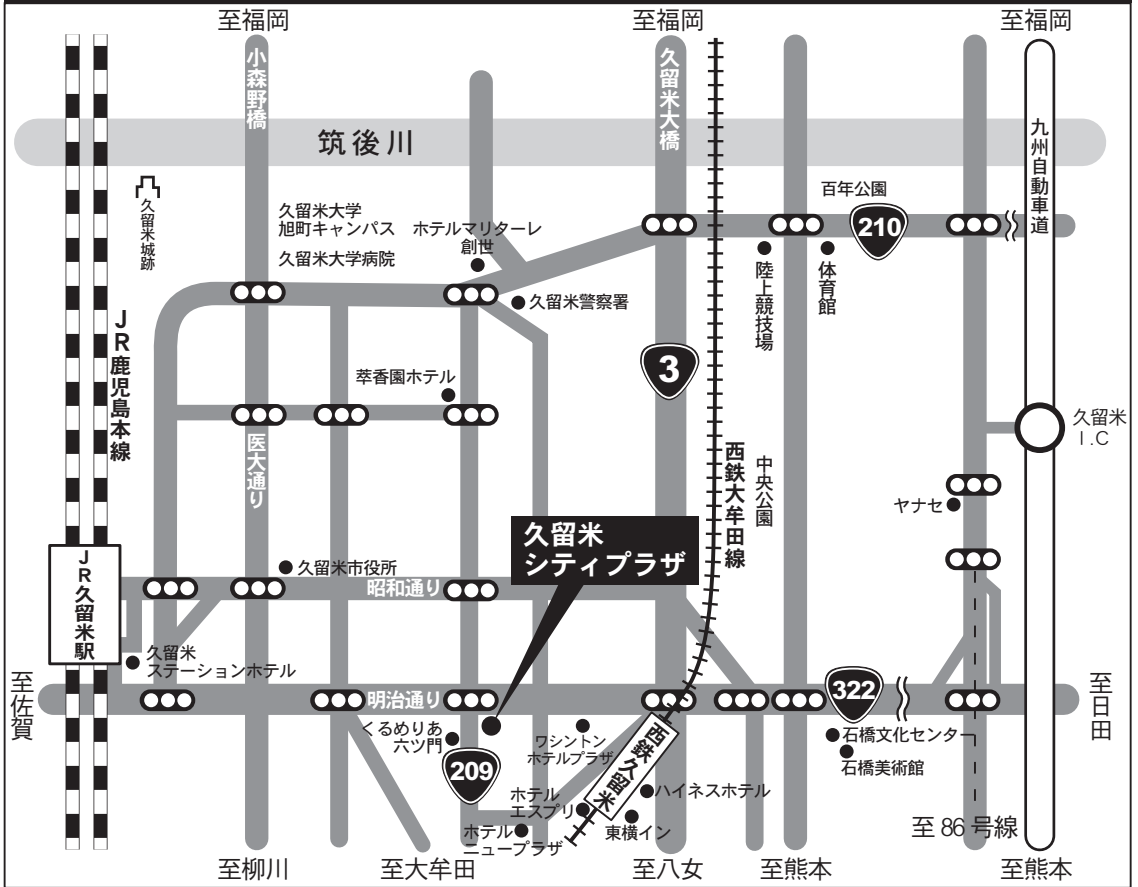 至福岡
至福岡
至福岡
小森野橋
久留米大橋
筑後川
九州自動車道
久留米城跡
久留米大学
旭町キャンパス
久留米大学病院
ホテルマリターレ
創世
百年公園
210
久留米警察署
陸上競技場
体育館
JR鹿児島本線
3
萃香園ホテル
医大通り
西鉄大牟田線
中央公園
久留米
I.C
ヤナセ
久留米
シティプラザ
JR久留米駅
久留米市役所
昭和通り
久留米
ステーションホテル
至佐賀
明治通り
322
至日田
くるめりあ
六ツ門
209
ワシントン
ホテルプラザ
西鉄久留米
石橋文化センター
石橋美術館
ホテル
エスプリ
ハイネスホテル
東横イン
ホテル
ニュープラザ
至86号線
至柳川
至大牟田
至八女
至熊本
至熊本